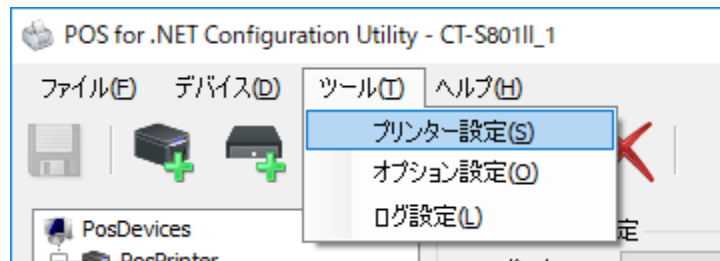 POS for .NET Configuration Utility - CT-S801II_1
ファイル(F) デバイス(D) ツール(T) ヘルプ(H)
プリンター設定(S)
オプション設定(O)
ログ設定(L)
定
PosDevices
PosPrinter